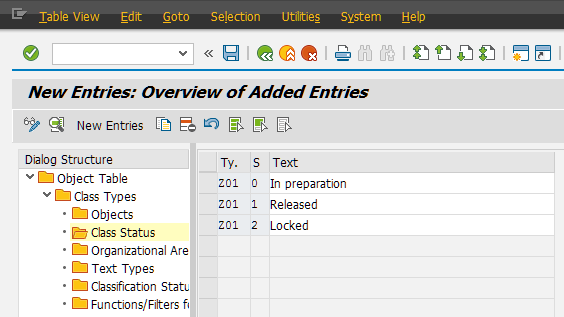 Table View Edit Goto Selection Utilities System Help
New Entries: Overview of Added Entries
New Entries
Dialog Structure
Object Table
Class Types
Objects
Class Status
Organizational Are
Text Types
Classification Statu
Functions/Filters fo
Ty. S Text
Z01 0 In preparation
Z01 1 Released
Z01 2 Locked